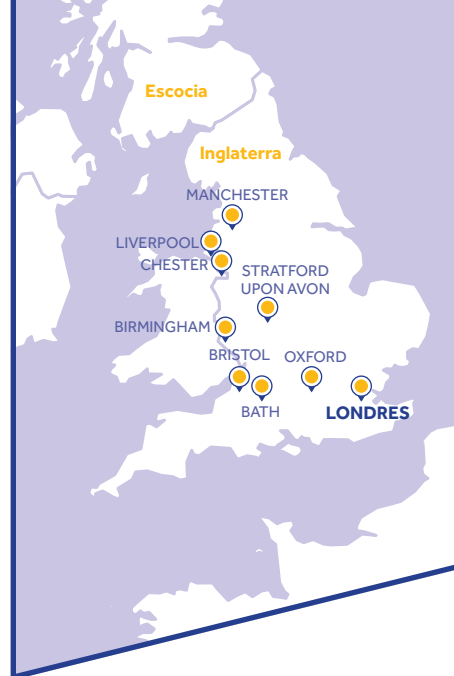 Escocia
Inglaterra
MANCHESTER
LIVERPOOL
CHESTER
STRATFORD
UPON AVON
BIRMINGHAM
BRISTOL
OXFORD
BATH
LONDRES